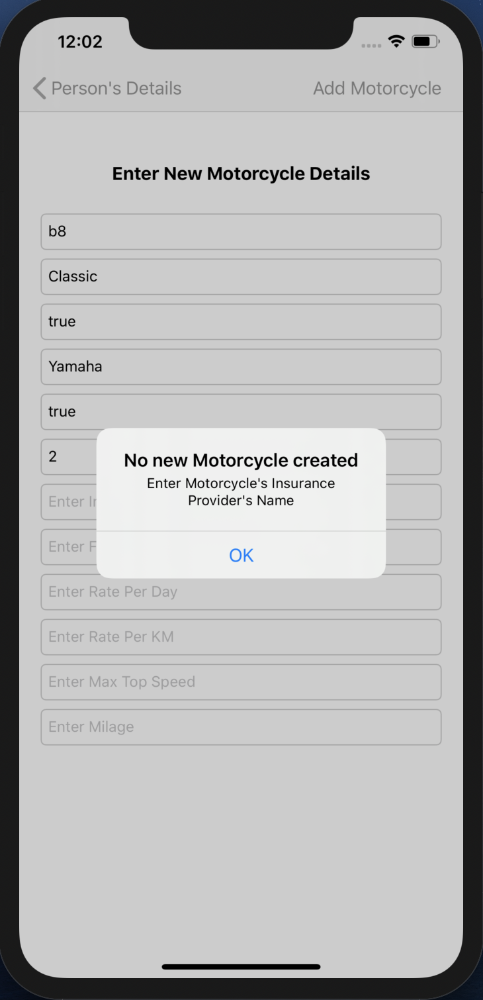 12:02
Person's Details
Add Motorcycle
Enter New Motorcycle Details
b8
Classic
true
Yamaha
true
2
No new Motorcycle created
Enter Motorcycle's Insurance
Provider's Name
Enter
OK
Enter
Enter Rate Per Day
Enter Rate Per KM
Enter Max Top Speed
Enter Milage